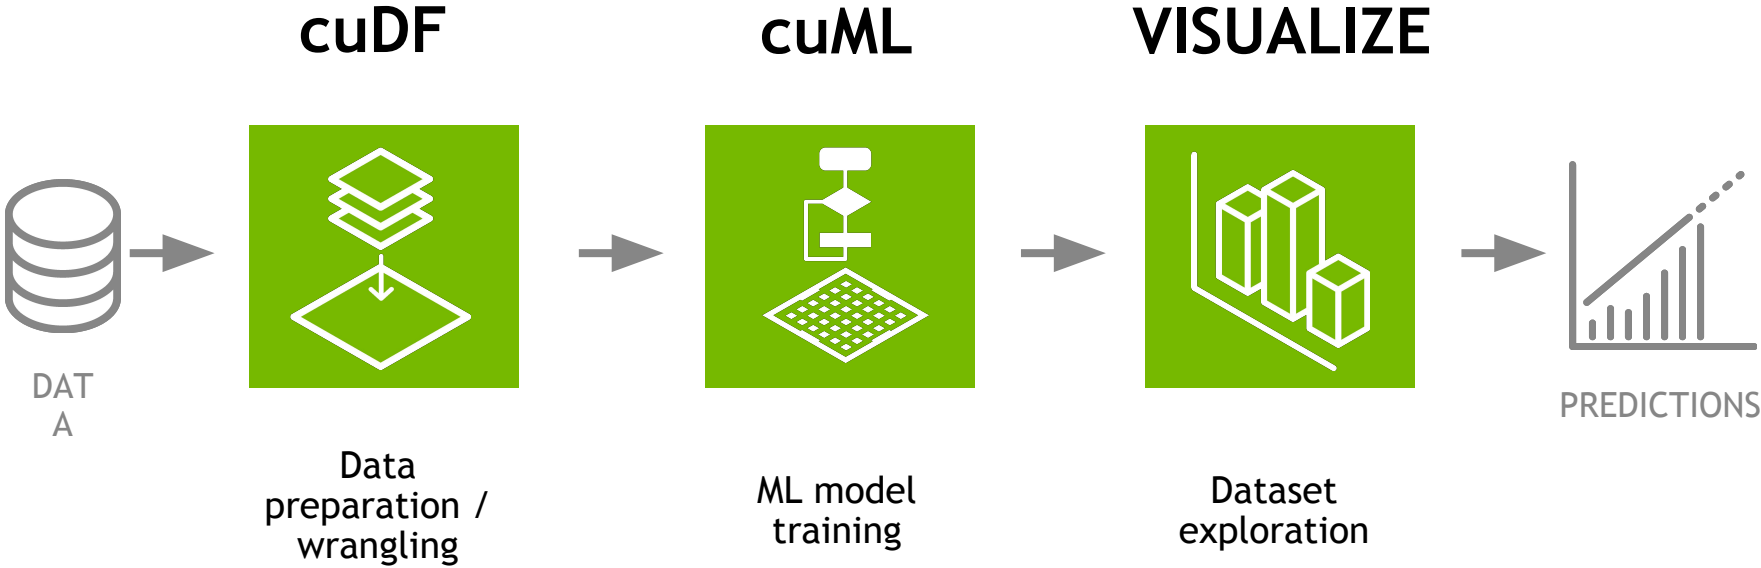 cuDF
cuML
VISUALIZE
DAT
A
PREDICTIONS
Data
preparation /
wrangling
ML model
training
Dataset
exploration